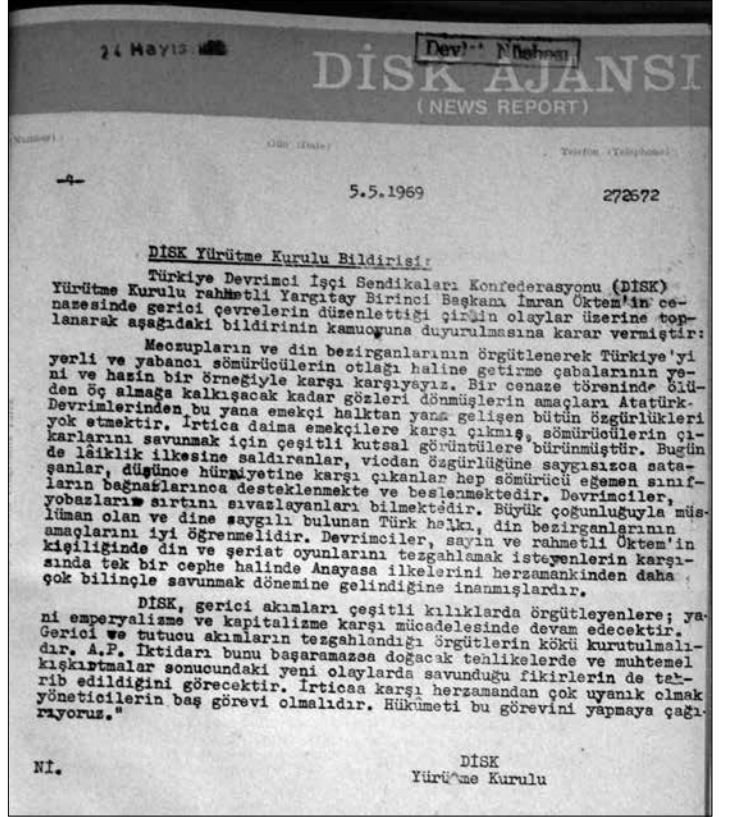 24 Mayıs
Devlet Nüshası
DİSK AJANSI
(NEWS REPORT)
(Number)
Gün (Date)
Telefon (Telephone)
-4-
5.5.1969
272672
DİSK Yürütme Kurulu Bildirisi:
Türkiye Devrimci İşçi Sendikaları Konfederasyonu (DİSK)
Yürütme Kurulu rahmetli Yargıtay Birinci Başkanı İmran Öktem'in ce-
nazesinde gerici çevrelerin düzenlettiği çirkin olaylar üzerine top-
lanarak aşağıdaki bildirinin kamuoyuna duyurulmasına karar vermiştir:
Meczupların ve din bezirganlarının örgütlenerek Türkiye'yi
yerli ve yabancı sömürücülerin otlağı haline getirme çabalarının ye-
ni ve hazin bir örneğiyle karşı karşıyayız. Bir cenaze töreninde ölü-
den öç almağa kalkışacak kadar gözleri dönmüşlerin amaçları Atatürk
Devrimlerinden bu yana emekçi halktan yana gelişen bütün özgürlükleri
yok etmektir. İrtica daima emekçilere karşı çıkmış, sömürücülerin çı-
karlarını savunmak için çeşitli kutsal görüntülere bürünmüştür. Bugün
de lâiklik ilkesine saldıranlar, vicdan özgürlüğüne saygısızca sata-
şanlar, düşünce hürriyetine karşı çıkanlar hep sömürücü egemen sınıf-
ların bağnazlarınca desteklenmekte ve beslenmektedir. Devrimciler,
yobazların sırtını sıvazlayanları bilmektedir. Büyük çoğunluğuyla müs-
lüman olan ve dine saygılı bulunan Türk halkı, din bezirganlarının
amaçlarını iyi öğrenmelidir. Devrimciler, sayın ve rahmetli Öktem'in
kişiliğinde din ve şeriat oyunlarını tezgahlamak isteyenlerin karşı-
sında tek bir cephe halinde Anayasa ilkelerini herzamankinden daha
çok bilinçle savunmak dönemine gelindiğine inanmışlardır.
DİSK, gerici akımları çeşitli kılıklarda örgütleyenlere; ya-
ni emperyalizme ve kapitalizme karşı mücadelesinde devam edecektir.
Gerici ve tutucu akımların tezgahlandığı örgütlerin kökü kurutulmalı-
dır. A.P. İktidarı bunu başaramazsa doğacak tehlikelerde ve muhtemel
kışkırtmalar sonucundaki yeni olaylarda savunduğu fikirlerin de tah-
rib edildiğini görecektir. İrticaa karşı herzamandan çok uyanık olmak
yöneticilerin baş görevi olmalıdır. Hükümeti bu görevini yapmaya çağı-
rıyoruz."
DİSK
Nİ.
Yürütme Kurulu